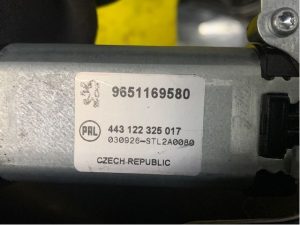 9651169580
PAL
443 122 325 017
030926-STL2A0080
CZECH REPUBLIC